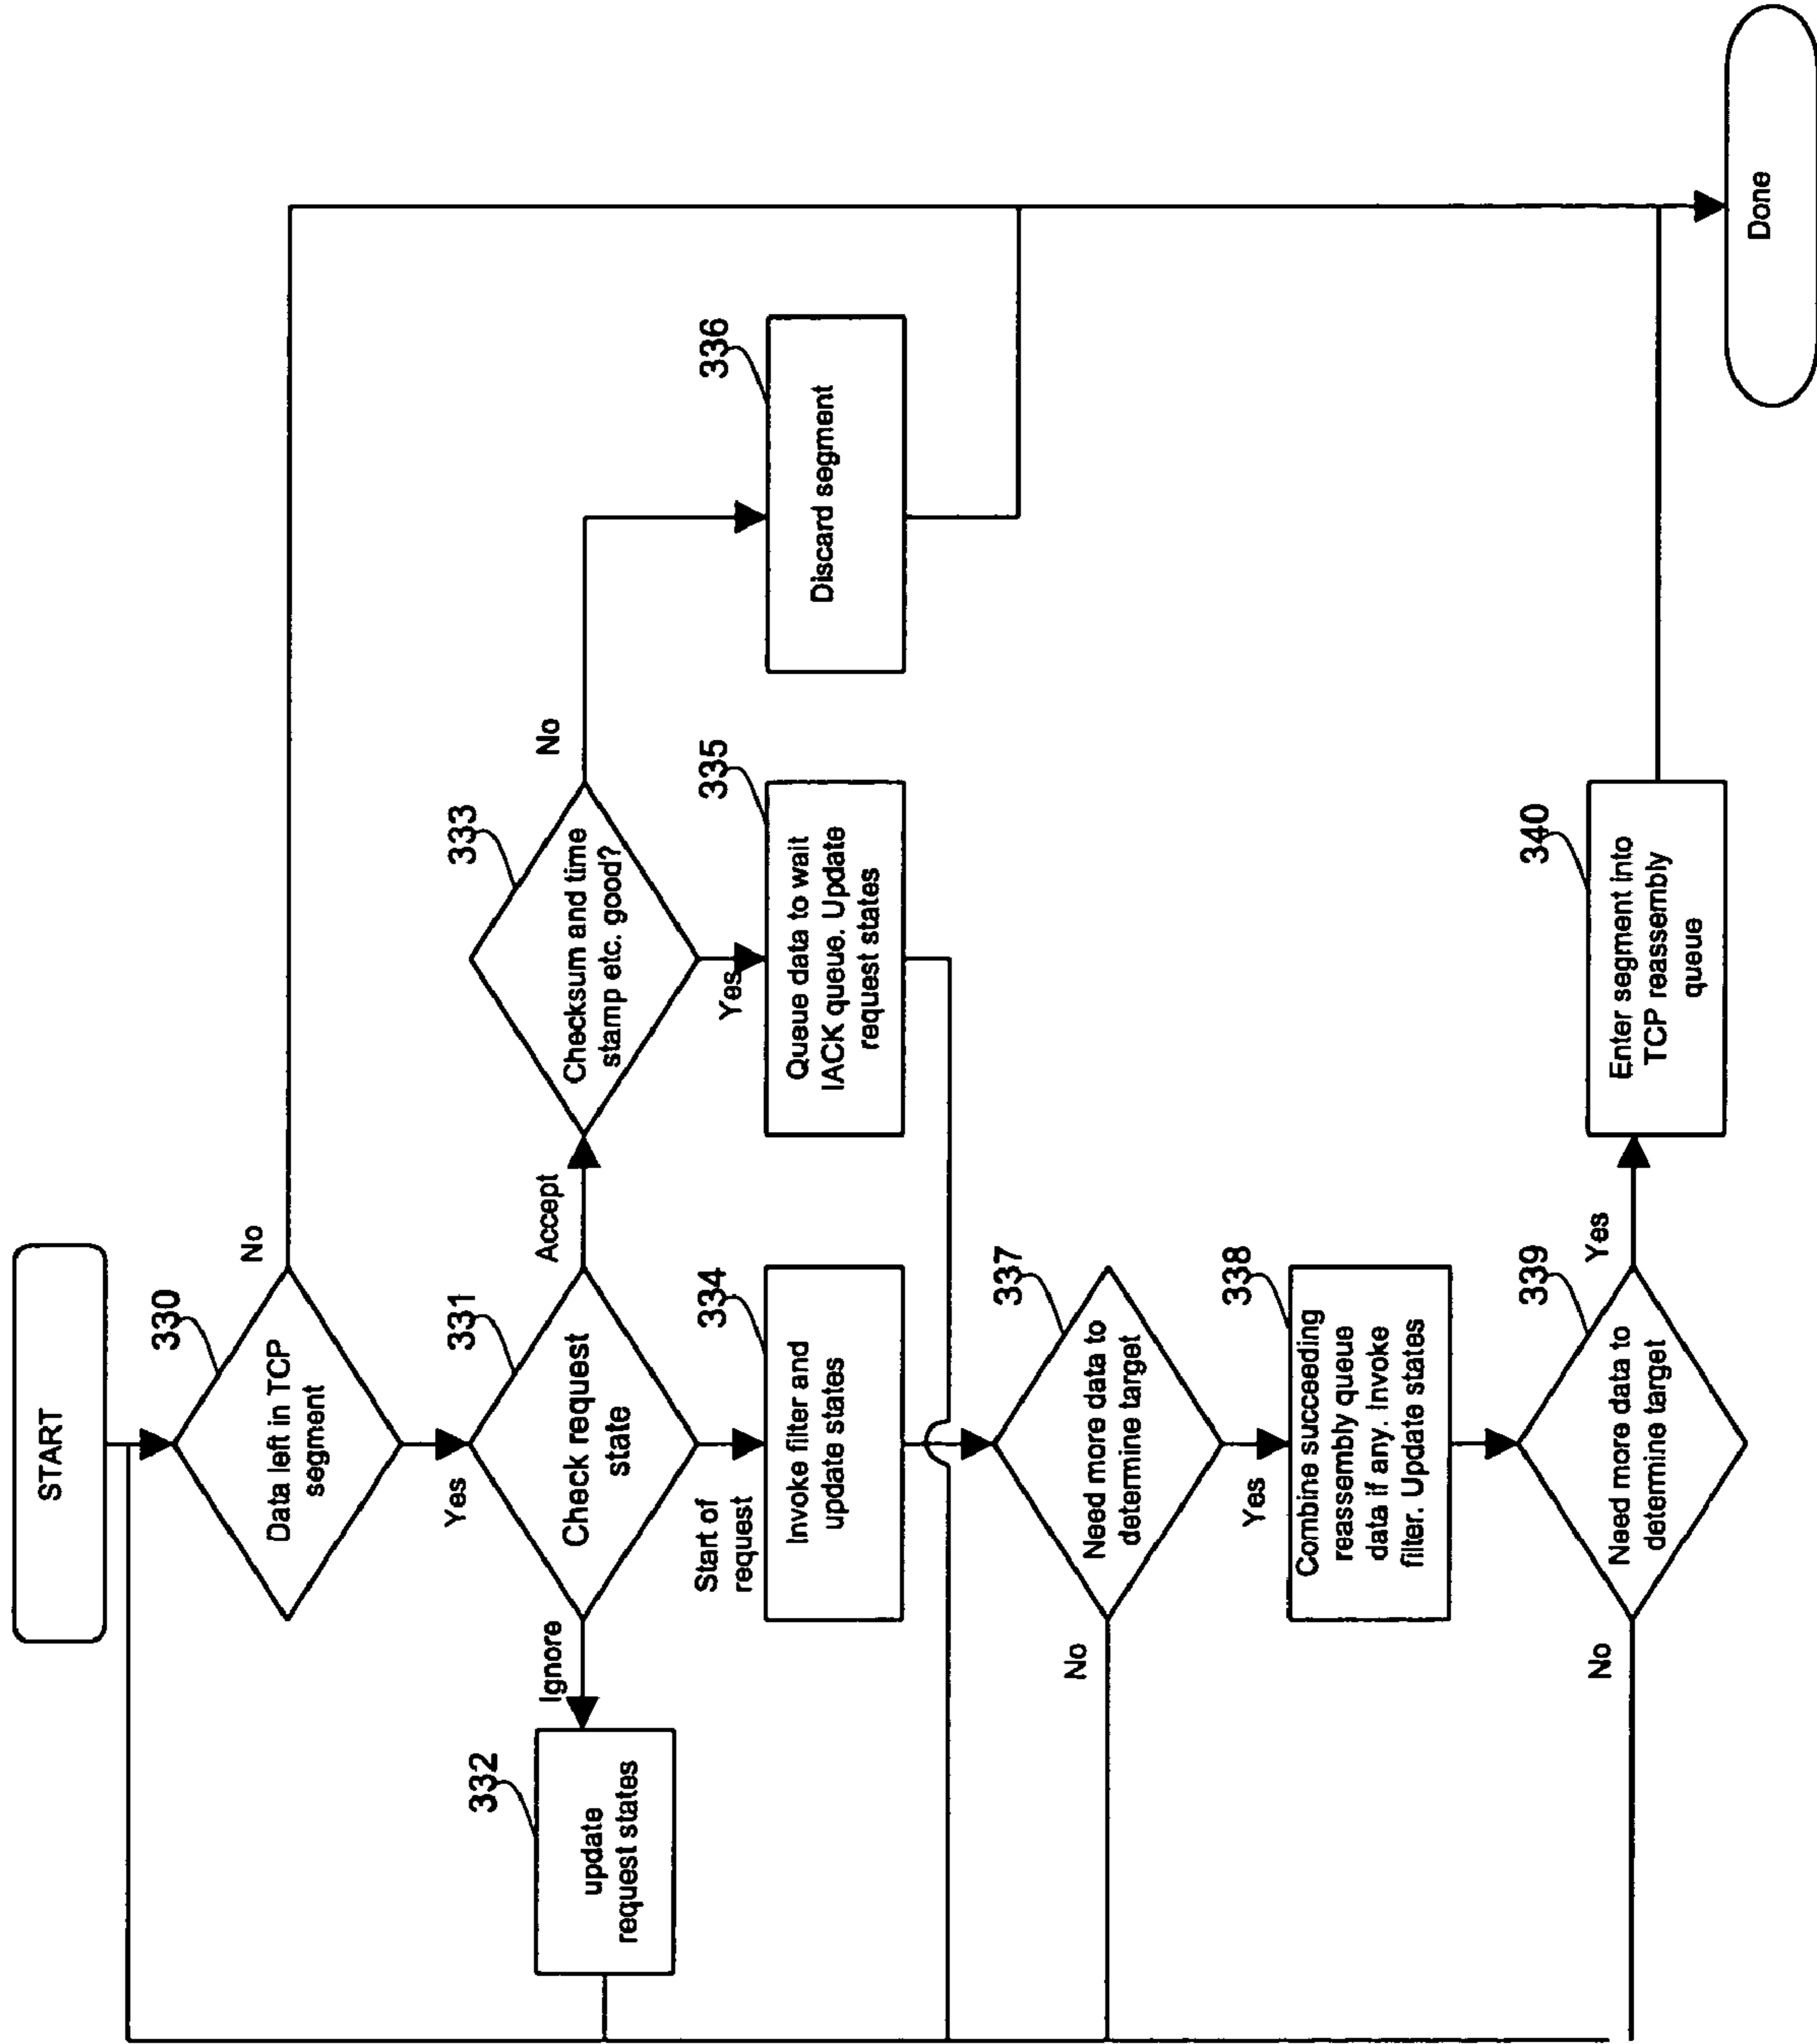 START
330
Data left in TCP
segment
No
Yes
331
Check request
state
Ignore
Accept
Start of
request
332
update
request states
333
Checksum and time
stamp etc. good?
No
Yes
334
Invoke filter and
update states
335
Queue data to wait
IACK queue. Update
request states
336
Discard segment
337
Need more data to
determine target
No
Yes
338
Combine succeeding
reassembly queue
data if any. Invoke
filter. Update states
339
Need more data to
determine target
No
Yes
340
Enter segment into
TCP reassembly
queue
Done